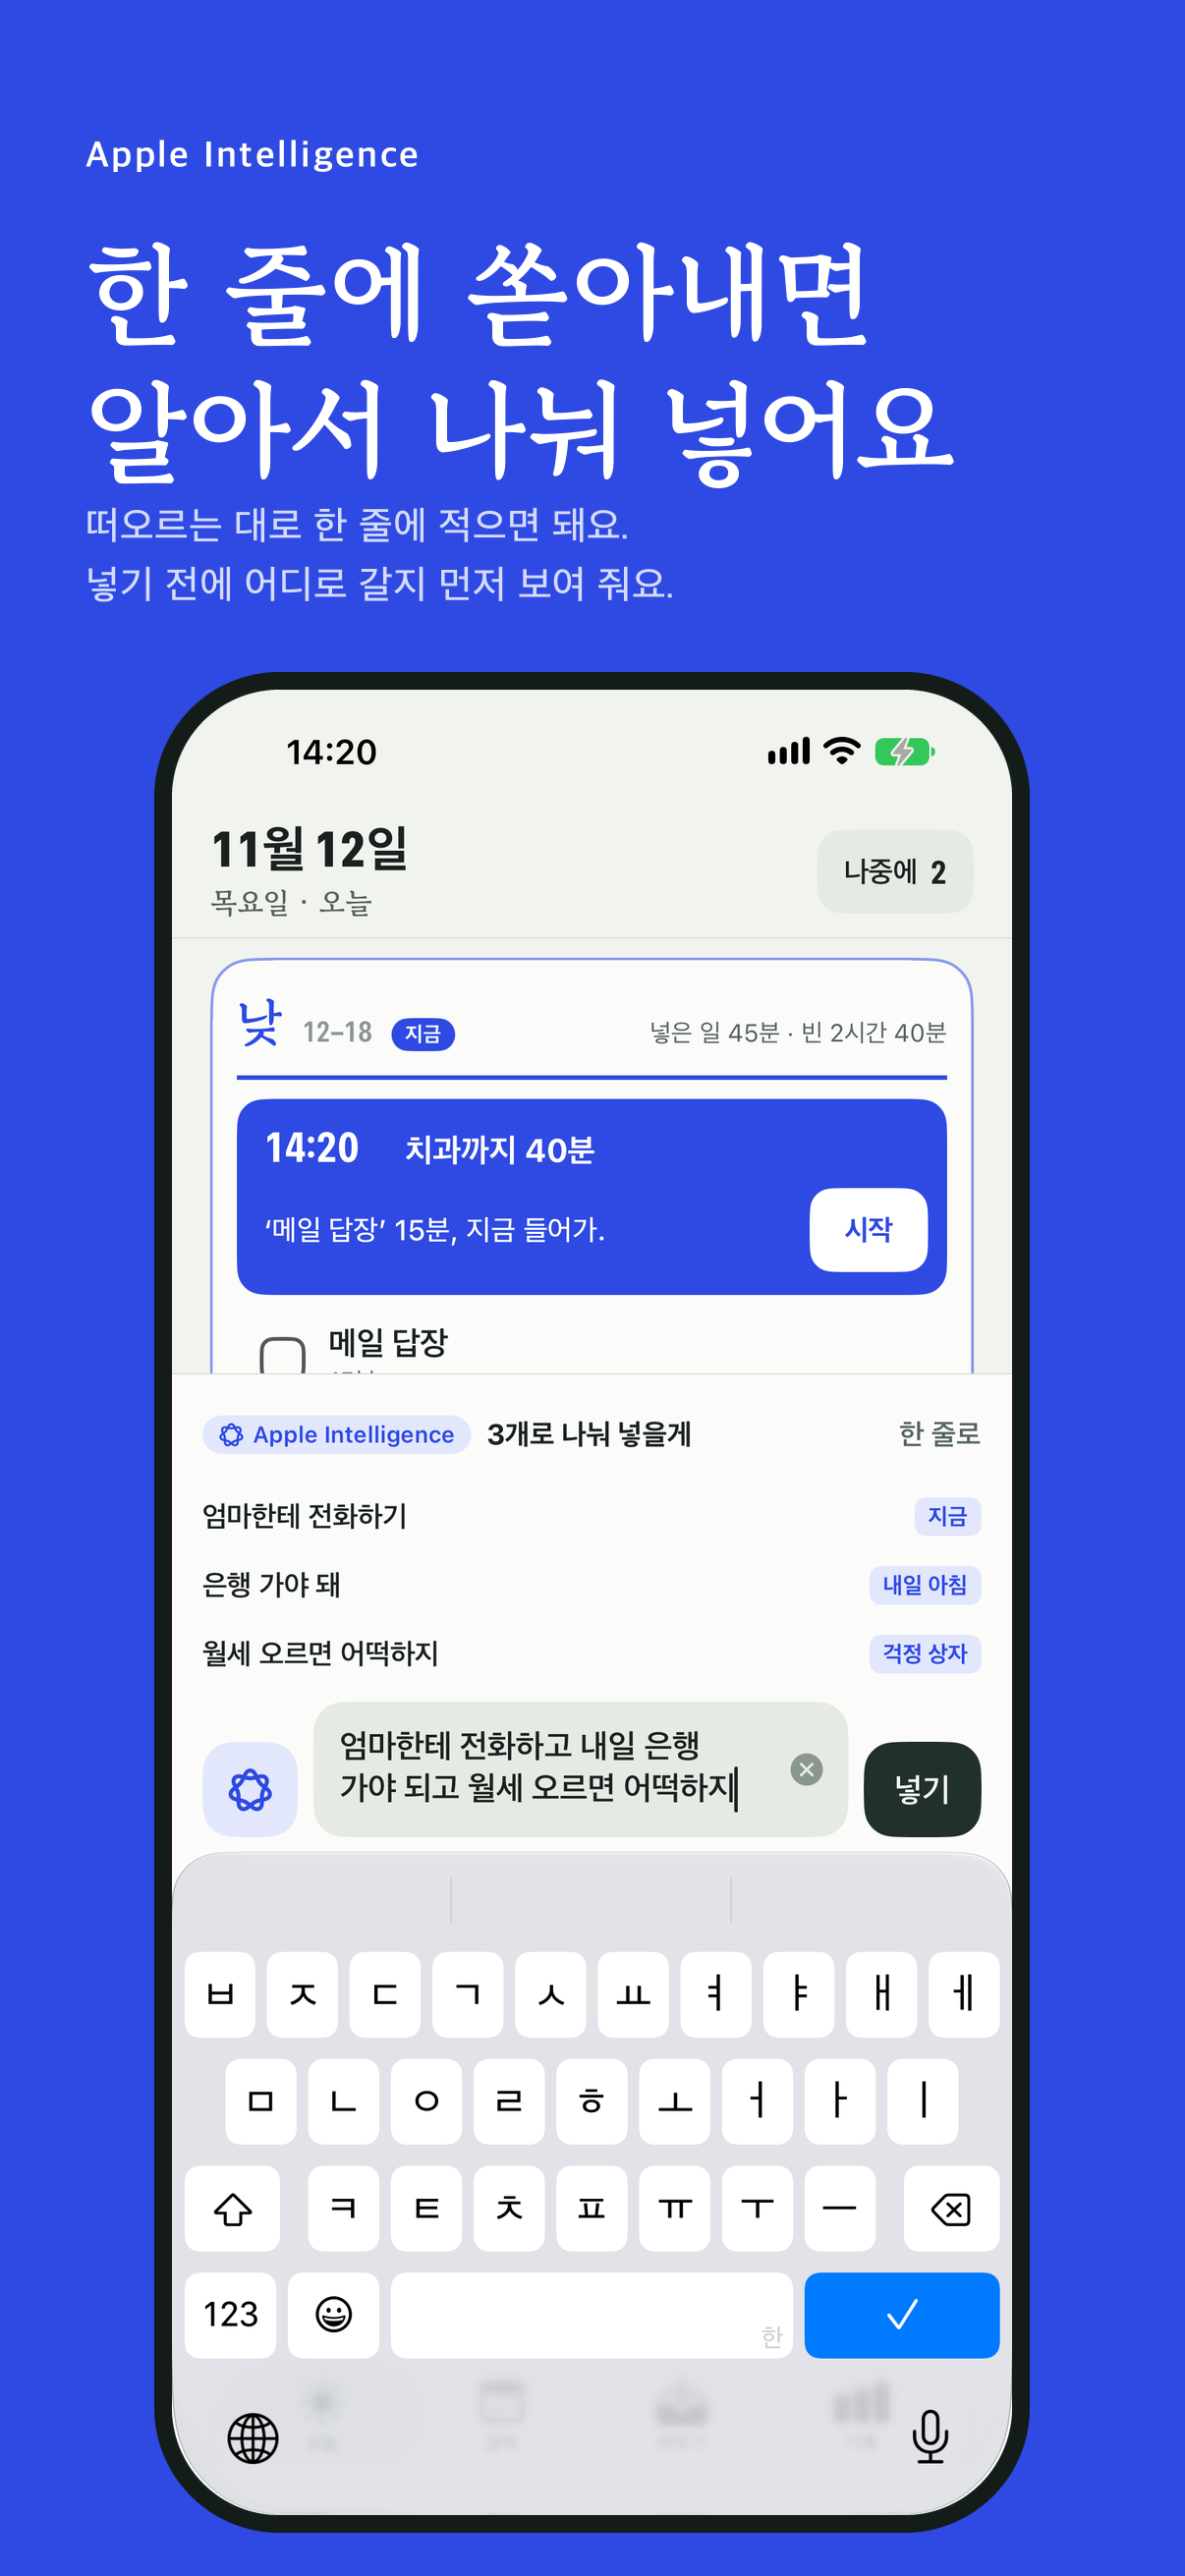 Apple Intelligence
한 줄에 쏟아내면
알아서 나눠 넣어요
떠오르는 대로 한 줄에 적으면 돼요.
넣기 전에 어디로 갈지 먼저 보여 줘요.
14:20
11월 12일
나중에 2
목요일 · 오늘
낮 12–18 지금 넣은 일 45분 · 빈 2시간 40분
14:20 치과까지 40분
‘메일 답장’ 15분, 지금 들어가.
시작
메일 답장
Apple Intelligence 3개로 나눠 넣을게 한 줄로
엄마한테 전화하기 지금
은행 가야 돼 내일 아침
월세 오르면 어떡하지 걱정 상자
엄마한테 전화하고 내일 은행
가야 되고 월세 오르면 어떡하지
넣기
ㅂ ㅈ ㄷ ㄱ ㅅ ㅛ ㅕ ㅑ ㅐ ㅔ
ㅁ ㄴ ㅇ ㄹ ㅎ ㅗ ㅓ ㅏ ㅣ
ㅋ ㅌ ㅊ ㅍ ㅠ ㅜ ㅡ
123
한